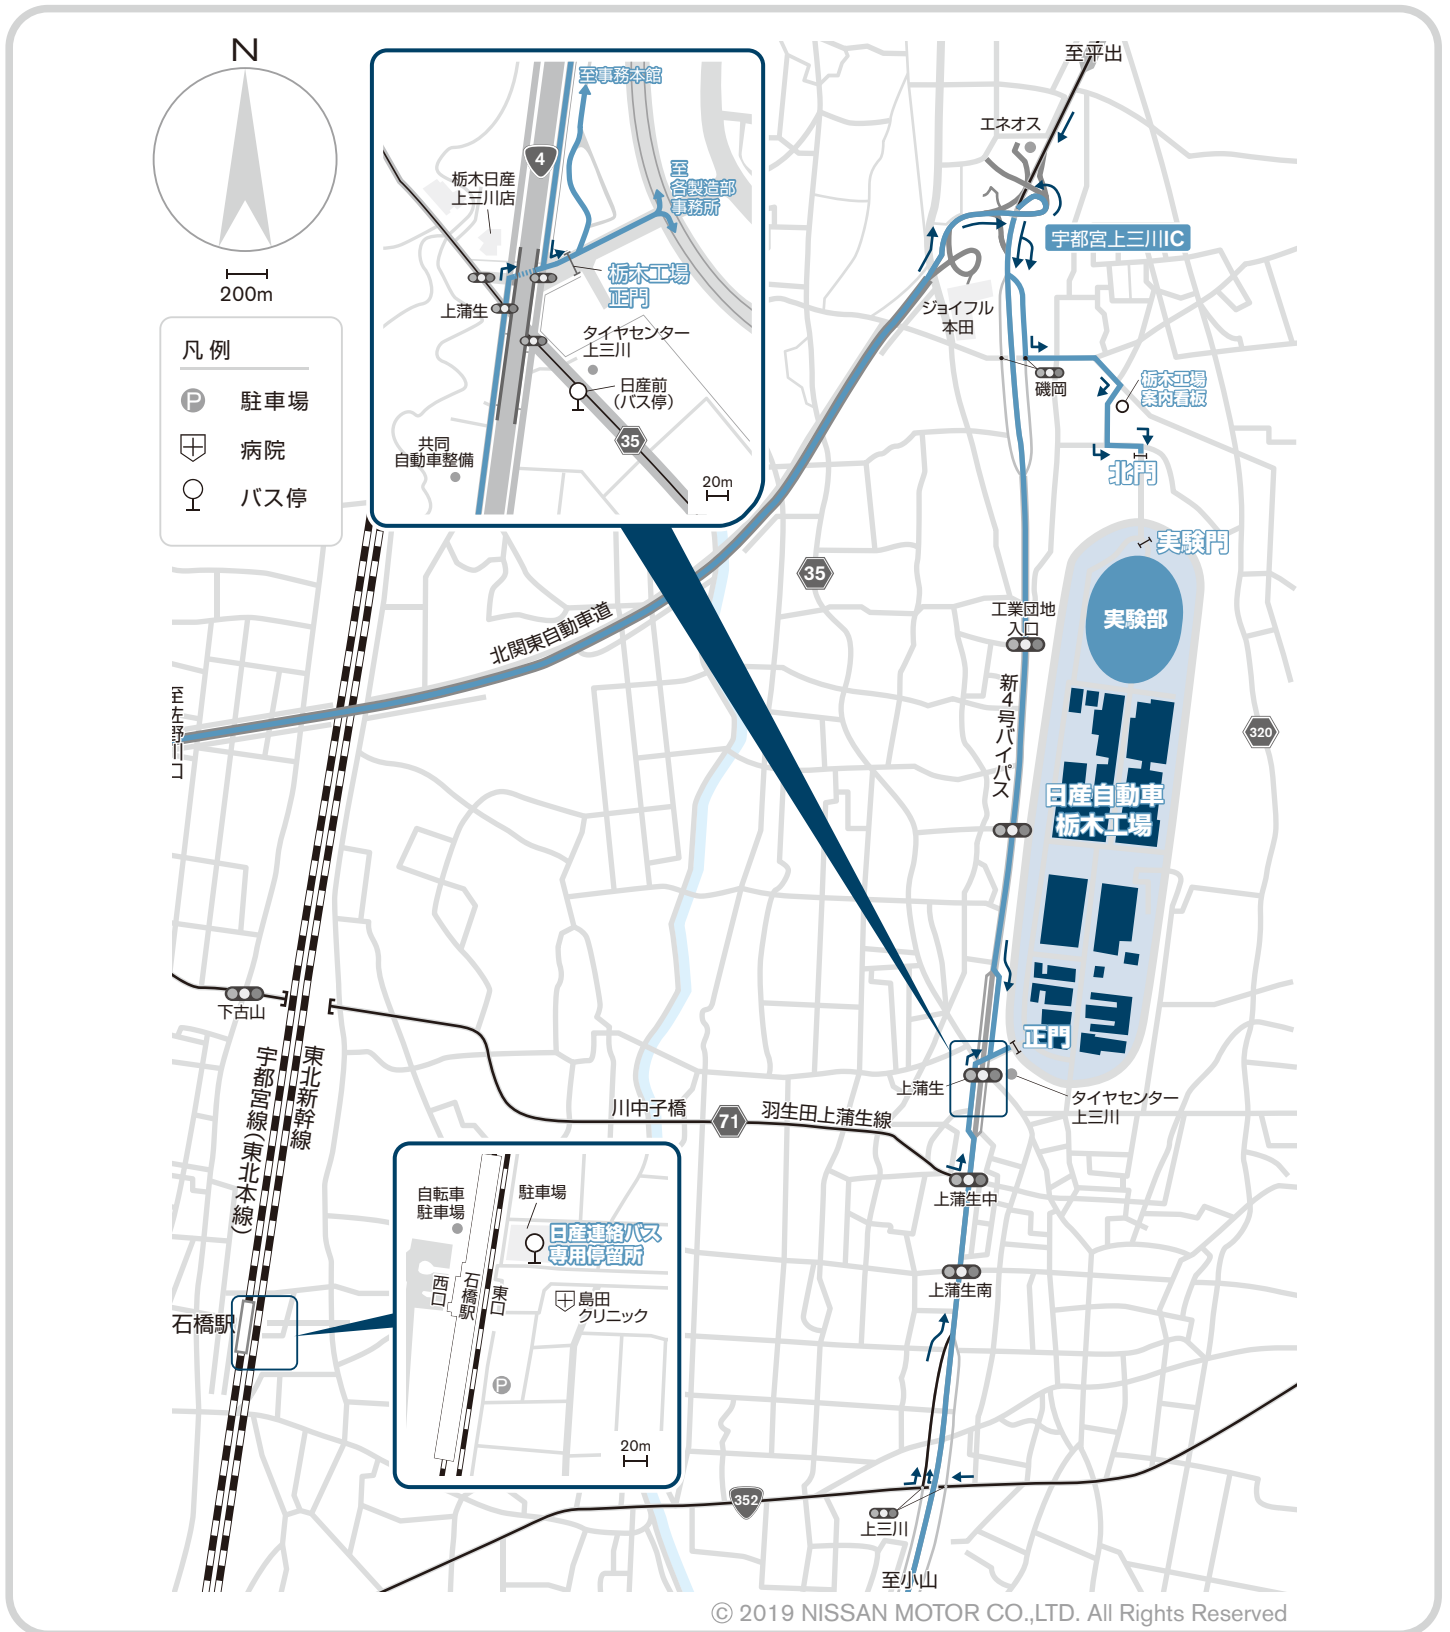 N
200m
凡例
P
駐車場
病院
バス停
至事務本館
4
栃木日産
上三川店
至
各製造部
事務所
栃木工場
正門
上蒲生
タイヤセンター
上三川
日産前
（バス停）
35
共同
自動車整備
20m
至平出
エネオス
宇都宮上三川IC
ジョイフル
本田
磯岡
栃木工場
案内看板
北門
実験門
実験部
35
工業団地
入口
北関東自動車道
至佐野川口
新4号バイパス
320
日産自動車
栃木工場
下古山
正門
上蒲生
タイヤセンター
上三川
東北新幹線
宇都宮線（東北本線）
川中子橋
71
羽生田上蒲生線
上蒲生中
上蒲生南
石橋駅
自転車
駐車場
駐車場
日産連絡バス
専用停留所
西口
石橋駅
東口
島田
クリニック
P
20m
352
上三川
至小山
© 2019 NISSAN MOTOR CO.,LTD. All Rights Reserved